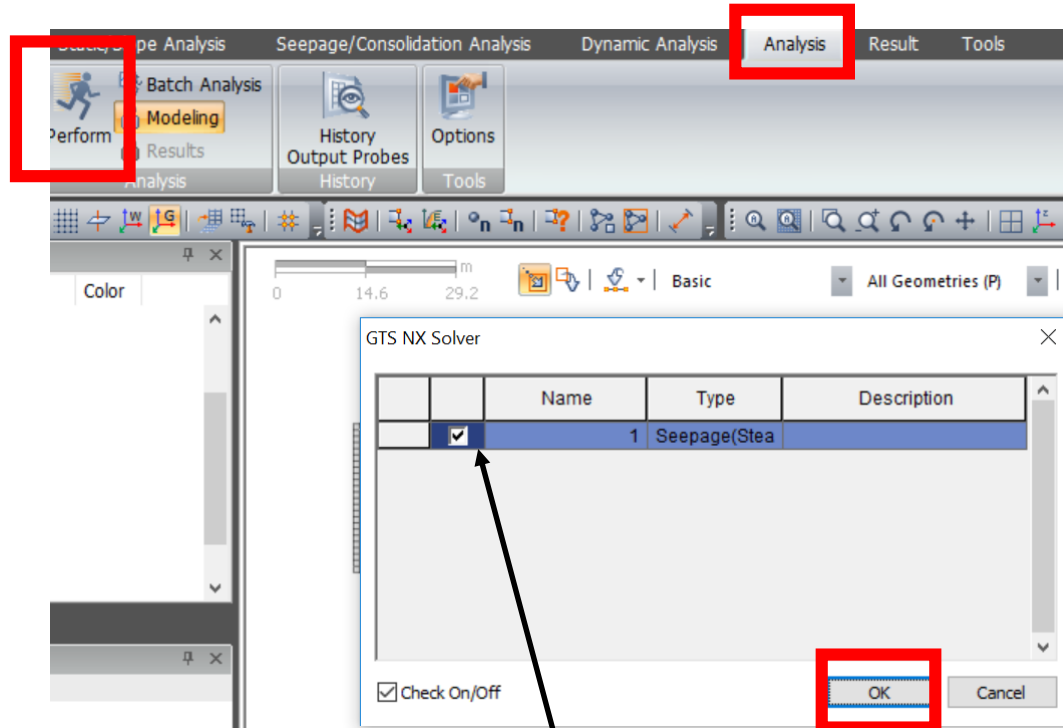 Static/Slope Analysis Seepage/Consolidation Analysis Dynamic Analysis Analysis Result Tools
Perform
Batch Analysis
Modeling
Results
Analysis
History
Output Probes
History
Options
Tools
Color
0 14.6 29.2 m
Basic
All Geometries (P)
GTS NX Solver
Name Type Description
1 Seepage(Stea
Check On/Off
OK Cancel